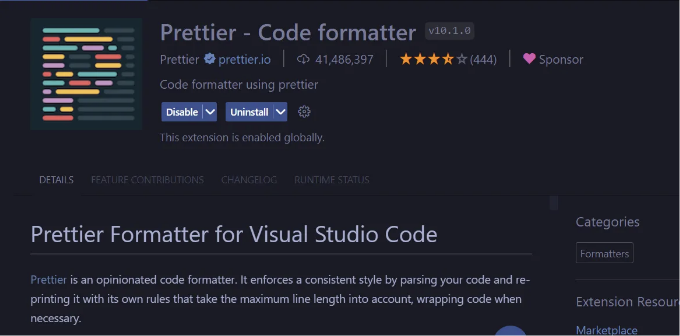 Prettier - Code formatter v10.1.0
Prettier prettier.io 41,486,397 (444) Sponsor
Code formatter using prettier
Disable Uninstall
This extension is enabled globally.
DETAILS FEATURE CONTRIBUTIONS CHANGELOG RUNTIME STATUS
Prettier Formatter for Visual Studio Code
Prettier is an opinionated code formatter. It enforces a consistent style by parsing your code and re-
printing it with its own rules that take the maximum line length into account, wrapping code when
necessary.
Categories
Formatters
Extension Resourc
Marketplace